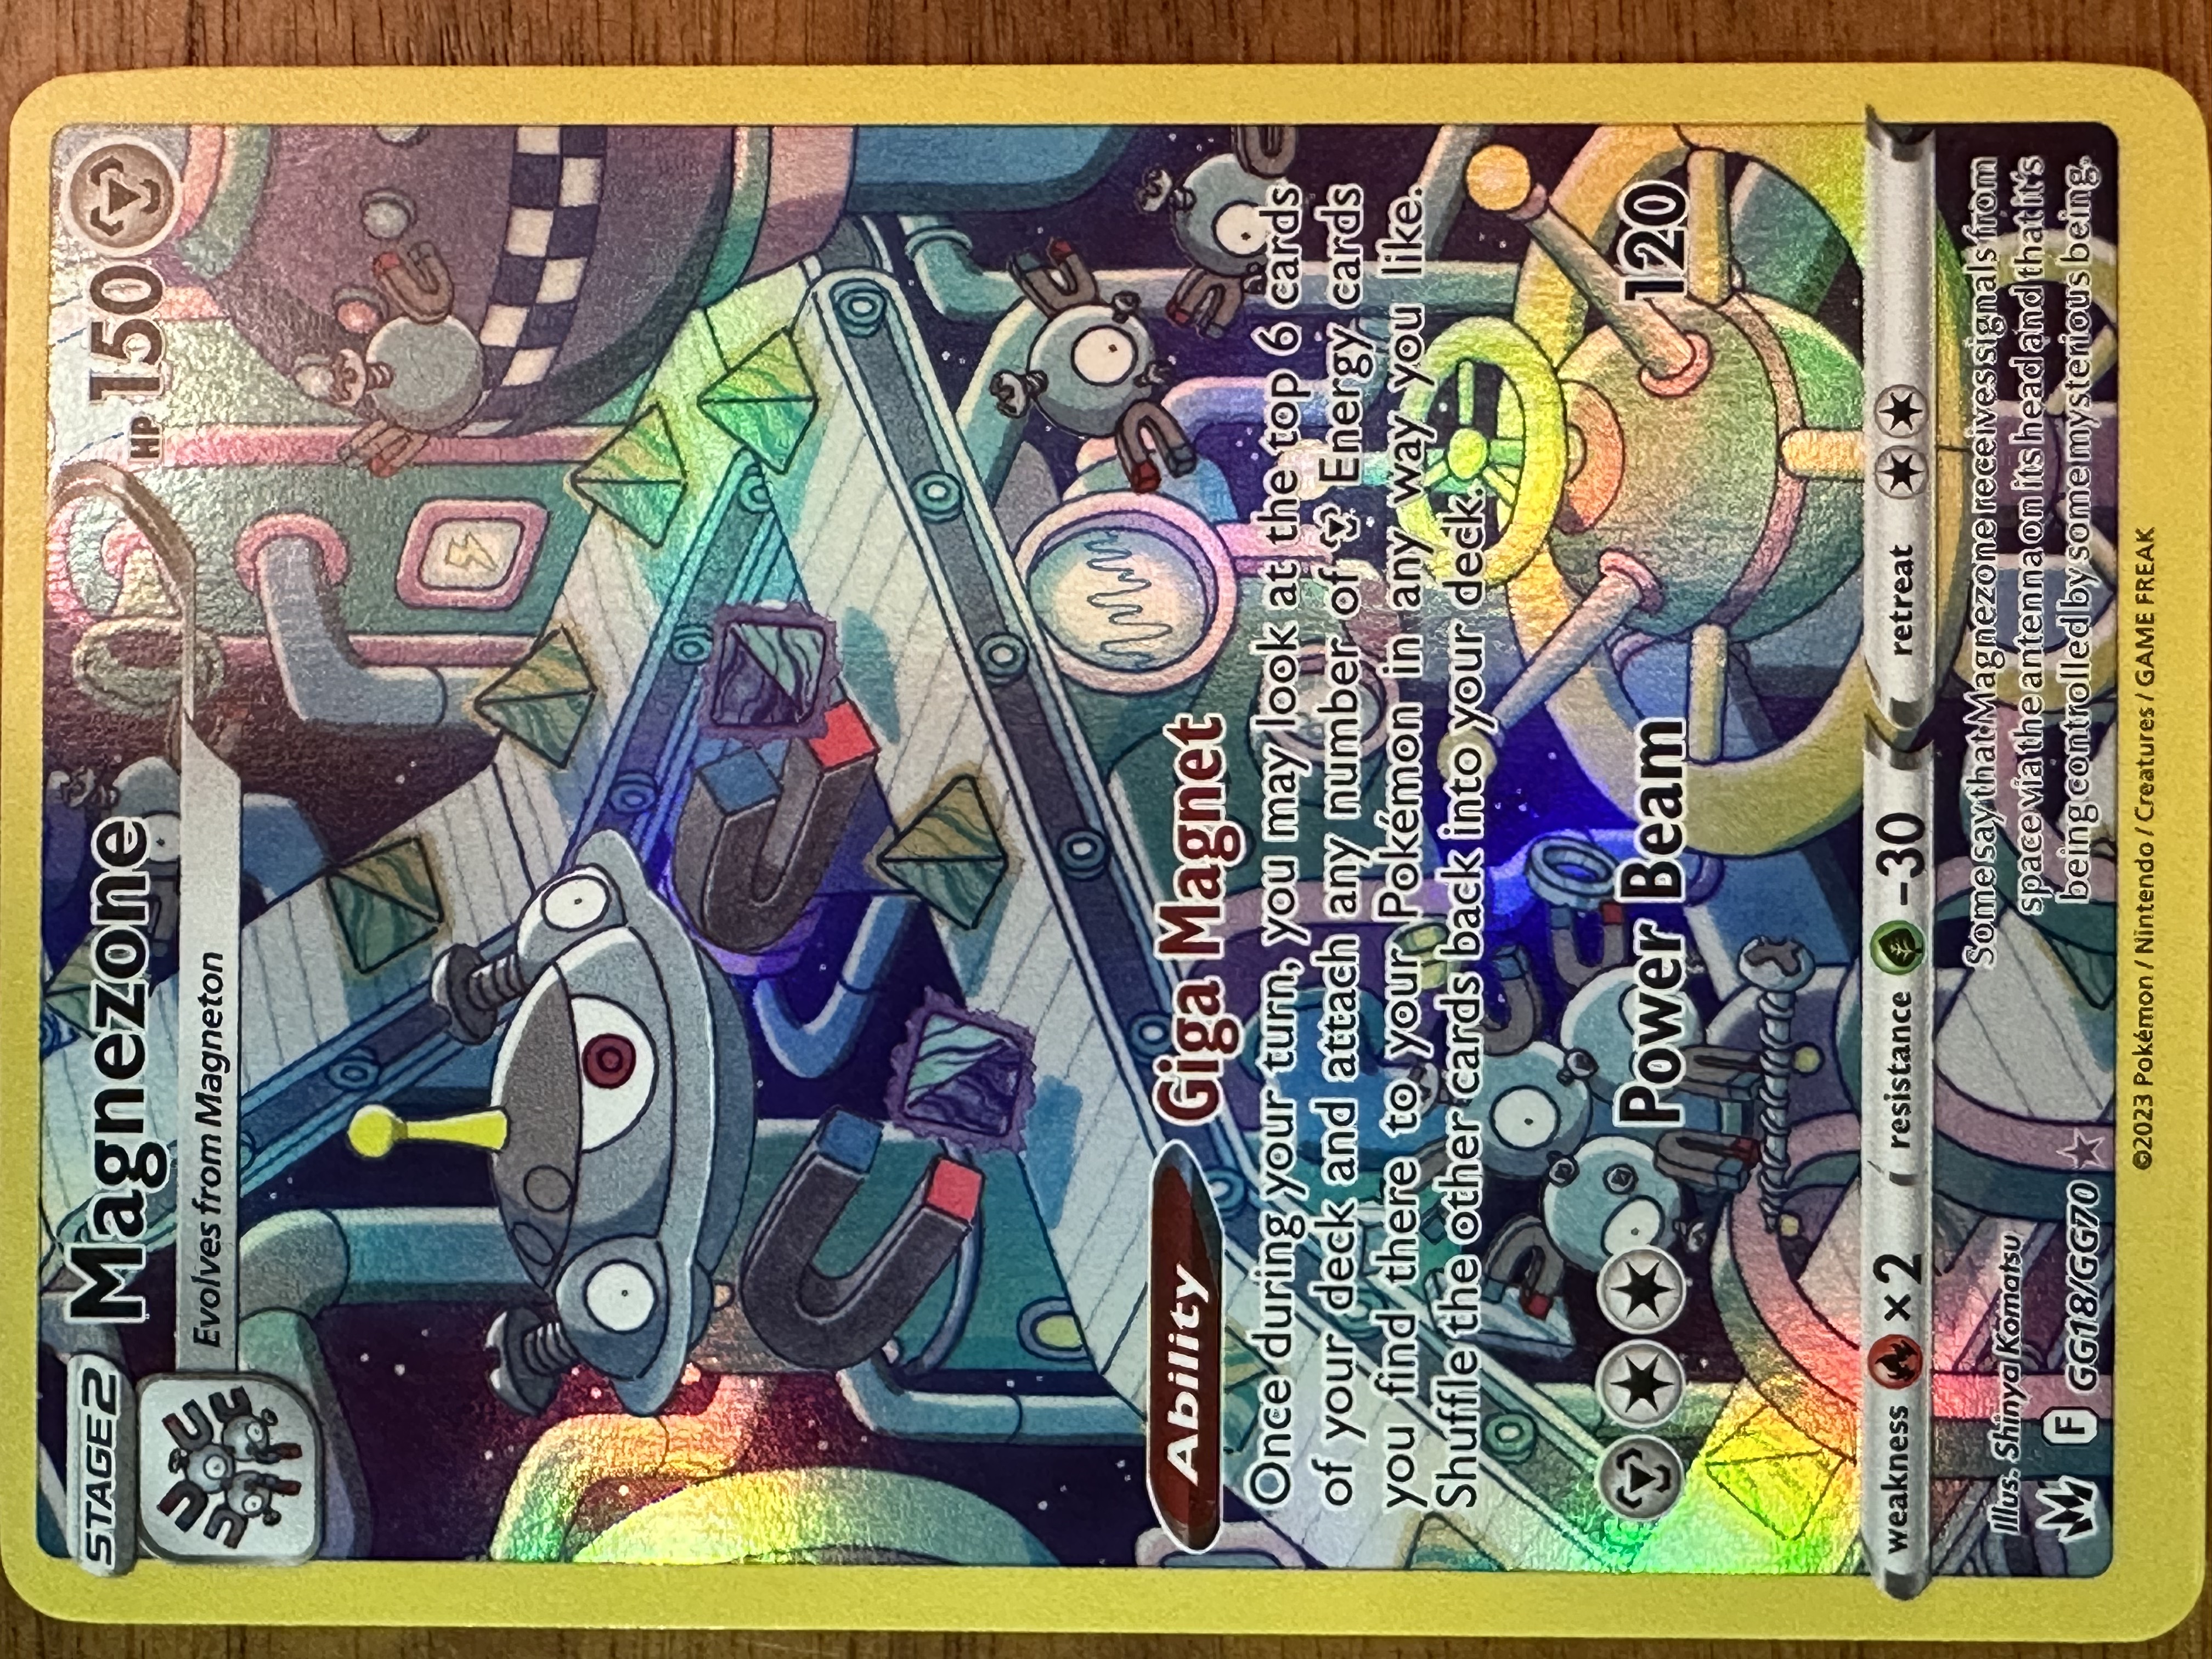 STAGE2 Magnezone HP 150
Evolves from Magneton
Ability Giga Magnet
Once during your turn, you may look at the top 6 cards
of your deck and attach any number of Energy cards
you find there to your Pokémon in any way you like.
Shuffle the other cards back into your deck.
Power Beam 120
weakness ×2 resistance -30 retreat
Illus. Shinya Komatsu
F GG18/GG70
Some say that Magnezone receives signals from
space via the antenna on its head and that it's
being controlled by some mysterious being.
©2023 Pokémon / Nintendo / Creatures / GAME FREAK